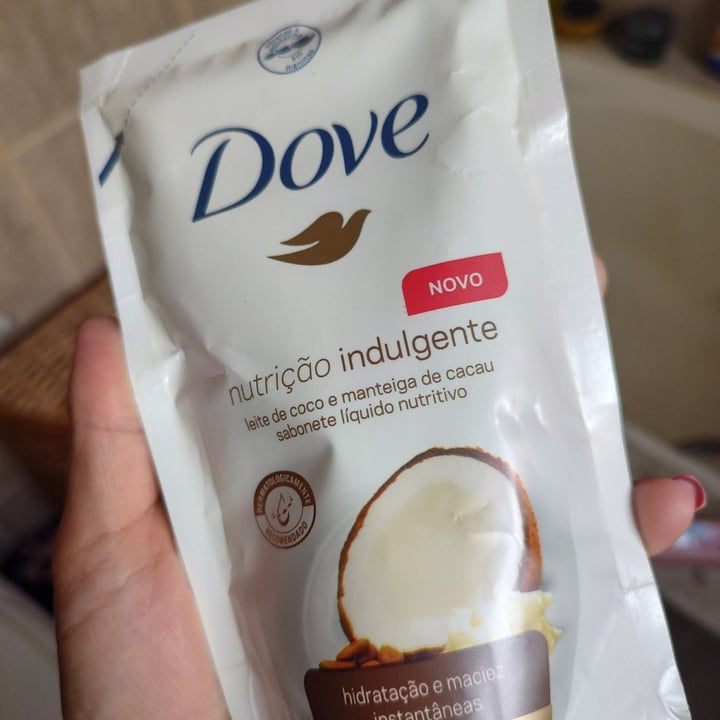 Dove
NOVO
nutrição indulgente
leite de coco e manteiga de cacau
sabonete líquido nutritivo
DERMATOLOGICAMENTE
RECOMENDADO
hidratação e maciez
instantâneas